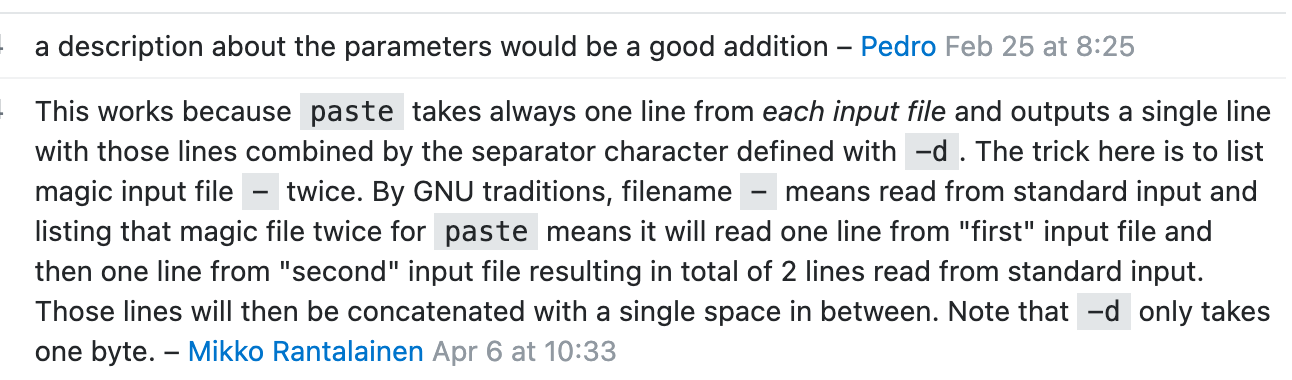 a description about the parameters would be a good addition – Pedro Feb 25 at 8:25
This works because paste takes always one line from each input file and outputs a single line
with those lines combined by the separator character defined with -d. The trick here is to list
magic input file - twice. By GNU traditions, filename - means read from standard input and
listing that magic file twice for paste means it will read one line from "first" input file and
then one line from "second" input file resulting in total of 2 lines read from standard input.
Those lines will then be concatenated with a single space in between. Note that -d only takes
one byte. – Mikko Rantalainen Apr 6 at 10:33